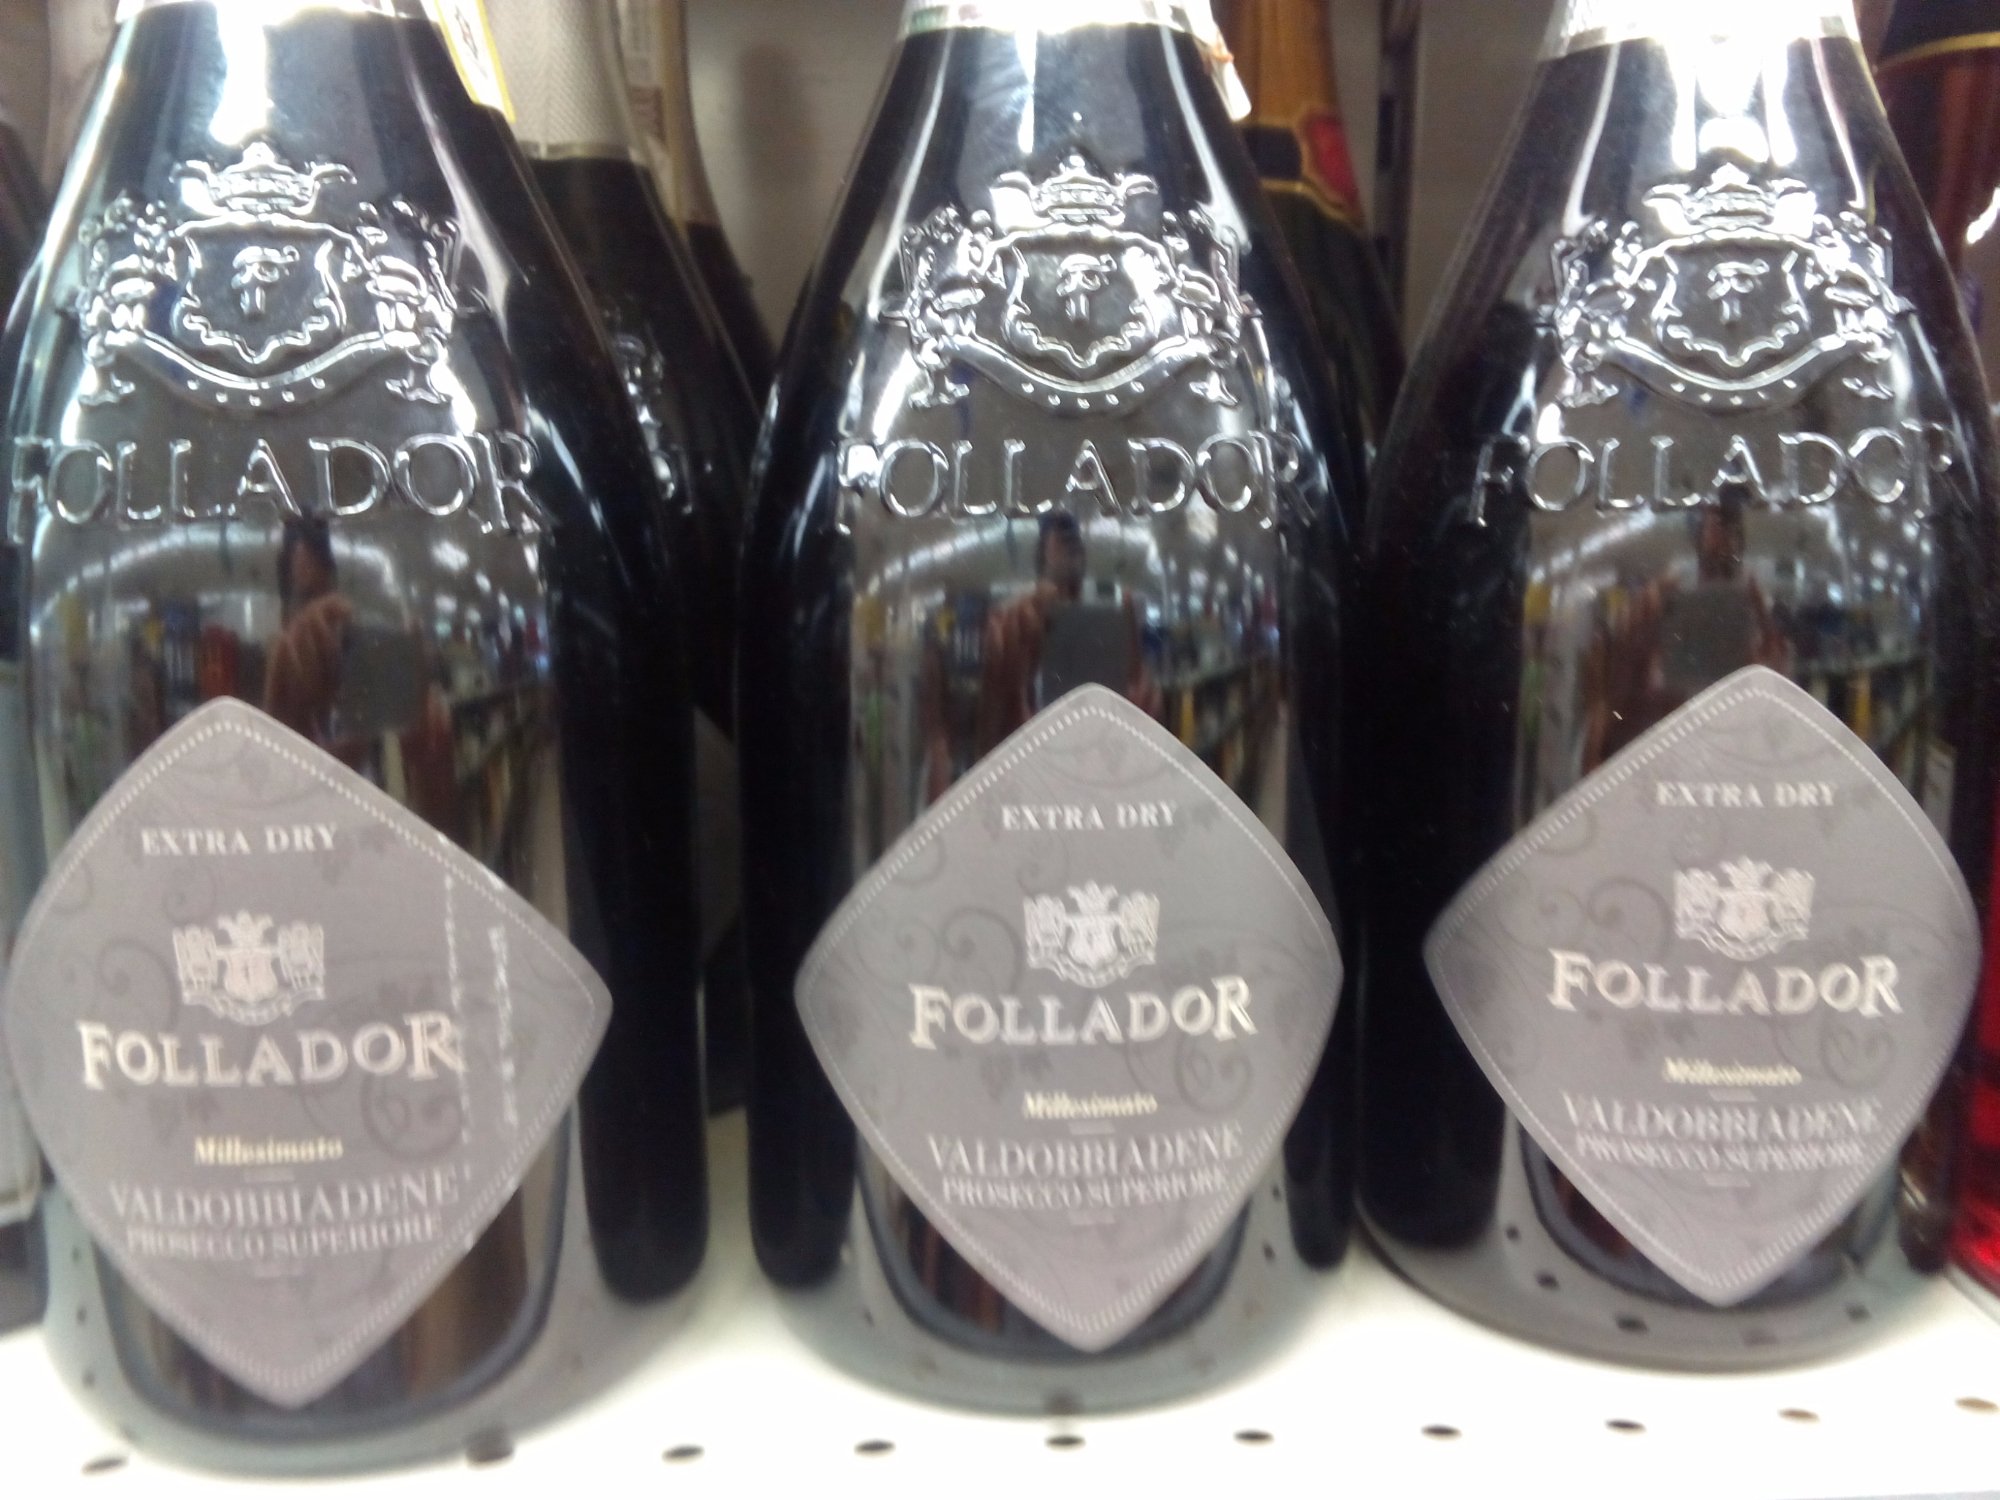 FOLLADOR
FOLLADOR
FOLLADOR
EXTRA DRY
FOLLADOR
Millesimato
VALDOBBIADENE
PROSECCO SUPERIORE
EXTRA DRY
FOLLADOR
Millesimato
VALDOBBIADENE
PROSECCO SUPERIORE
EXTRA DRY
FOLLADOR
Millesimato
VALDOBBIADENE
PROSECCO SUPERIORE